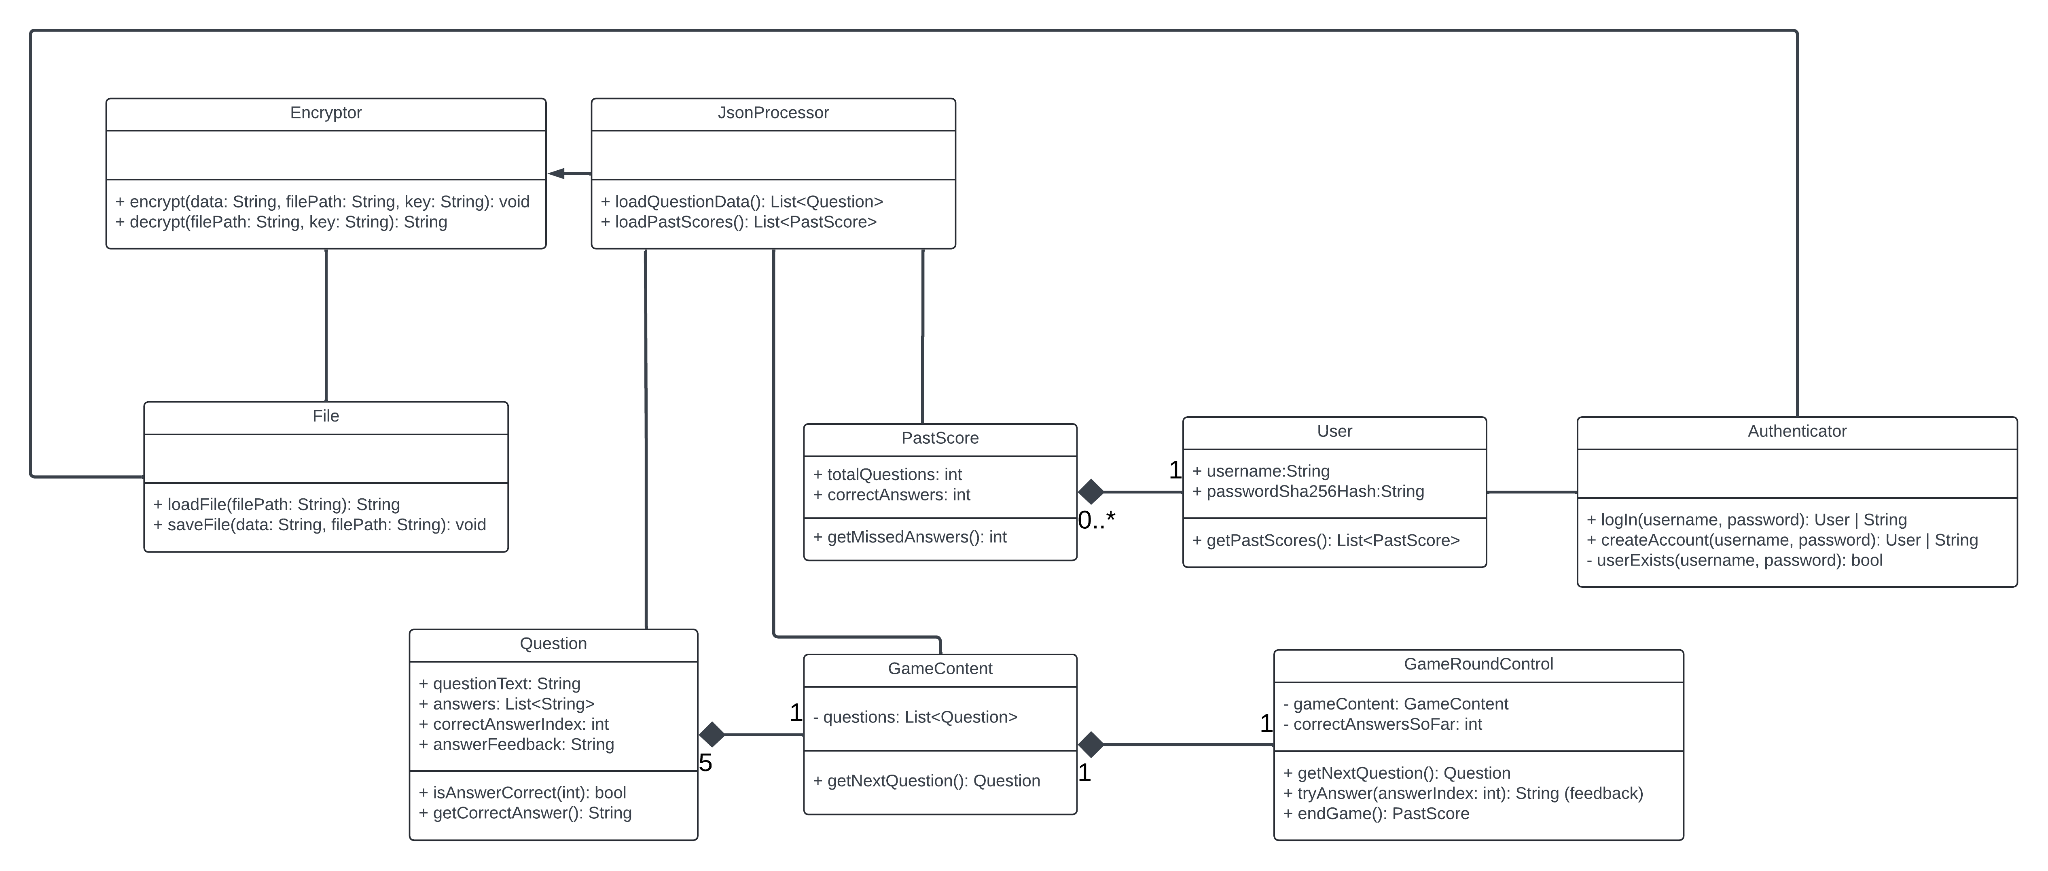 Encryptor
+ encrypt(data: String, filePath: String, key: String): void
+ decrypt(filePath: String, key: String): String
JsonProcessor
+ loadQuestionData(): List<Question>
+ loadPastScores(): List<PastScore>
File
+ loadFile(filePath: String): String
+ saveFile(data: String, filePath: String): void
PastScore
+ totalQuestions: int
+ correctAnswers: int
+ getMissedAnswers(): int
0..*
1
User
+ username:String
+ passwordSha256Hash:String
+ getPastScores(): List<PastScore>
Authenticator
+ logIn(username, password): User | String
+ createAccount(username, password): User | String
- userExists(username, password): bool
Question
+ questionText: String
+ answers: List<String>
+ correctAnswerIndex: int
+ answerFeedback: String
+ isAnswerCorrect(int): bool
+ getCorrectAnswer(): String
5
1
GameContent
- questions: List<Question>
+ getNextQuestion(): Question
1
1
GameRoundControl
- gameContent: GameContent
- correctAnswersSoFar: int
+ getNextQuestion(): Question
+ tryAnswer(answerIndex: int): String (feedback)
+ endGame(): PastScore